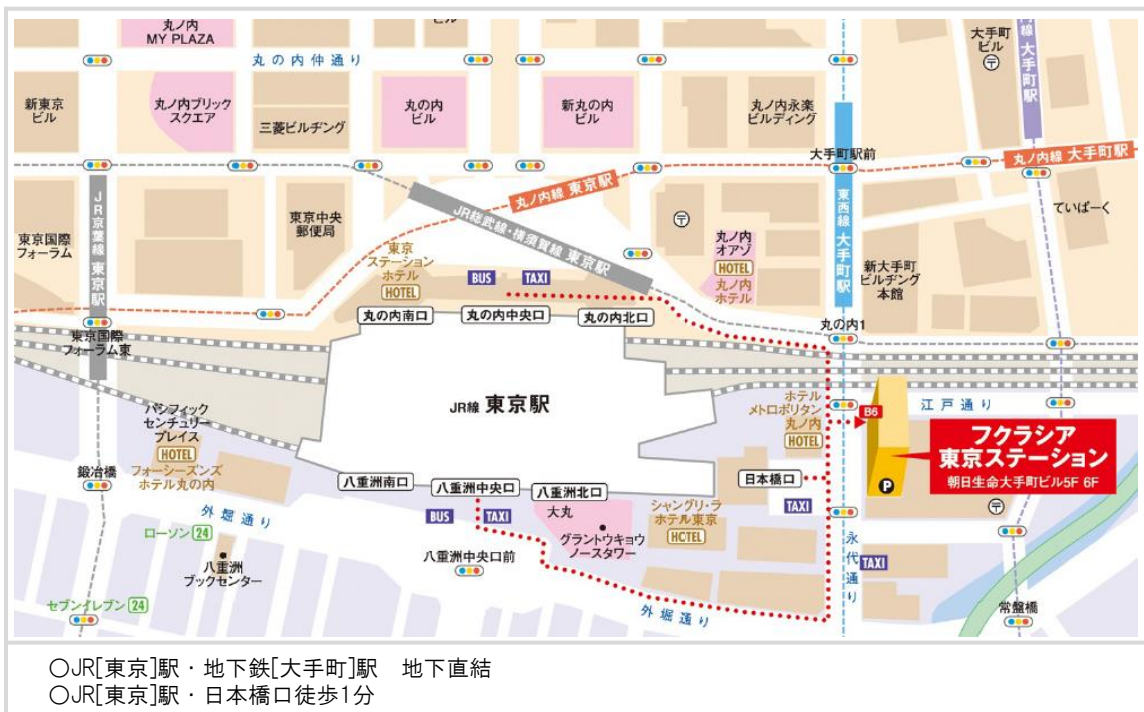 丸ノ内
MY PLAZA
丸の内仲通り
大手町
ビル
〒
内線 大手町駅
新東京
ビル
丸ノ内ブリック
スクエア
三菱ビルヂング
丸の内
ビル
新丸の内
ビル
丸ノ内永楽
ビルディング
大手町駅前
丸ノ内線 大手町駅
JR京葉線 東京駅
丸ノ内線 東京駅
JR総武線・横須賀線 東京駅
東西線 大手町駅
ていぱーく
東京国際
フォーラム
東京中央
郵便局
東京
ステーション
ホテル
HOTEL
BUS
TAXI
〒
丸ノ内
オアゾ
HOTEL
丸ノ内
ホテル
新大手町
ビルヂング
本館
丸の内南口
丸の内中央口
丸の内北口
丸の内1
東京国際
フォーラム東
JR線 東京駅
パシフィック
センチュリー
プレイス
HOTEL
フォーシーズンズ
ホテル丸の内
ホテル
メトロポリタン
丸ノ内
HOTEL
B6
江戸通り
フクラシア
東京ステーション
朝日生命大手町ビル5F 6F
P
〒
鍛冶橋
八重洲南口
八重洲中央口
八重洲北口
日本橋口
BUS
TAXI
大丸
グラントウキョウ
ノースタワー
シャングリ・ラ
ホテル東京
HOTEL
TAXI
外堀通り
ローソン24
八重洲
ブックセンター
八重洲中央口前
永代通り
TAXI
セブンイレブン24
外堀通り
常盤橋
〇JR[東京]駅・地下鉄[大手町]駅 地下直結
〇JR[東京]駅・日本橋口徒歩1分